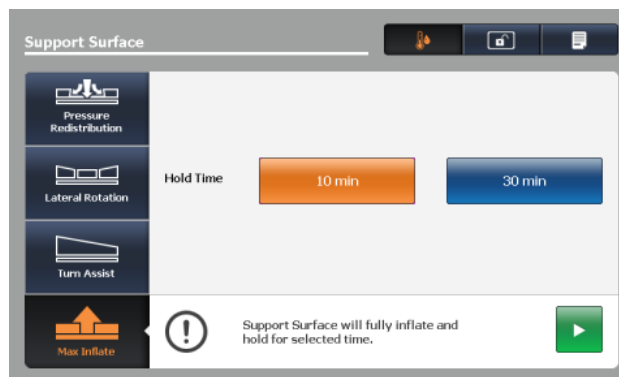 Support Surface
Pressure
Redistribution
Lateral Rotation
Turn Assist
Max Inflate
Hold Time
10 min
30 min
Support Surface will fully inflate and
hold for selected time.